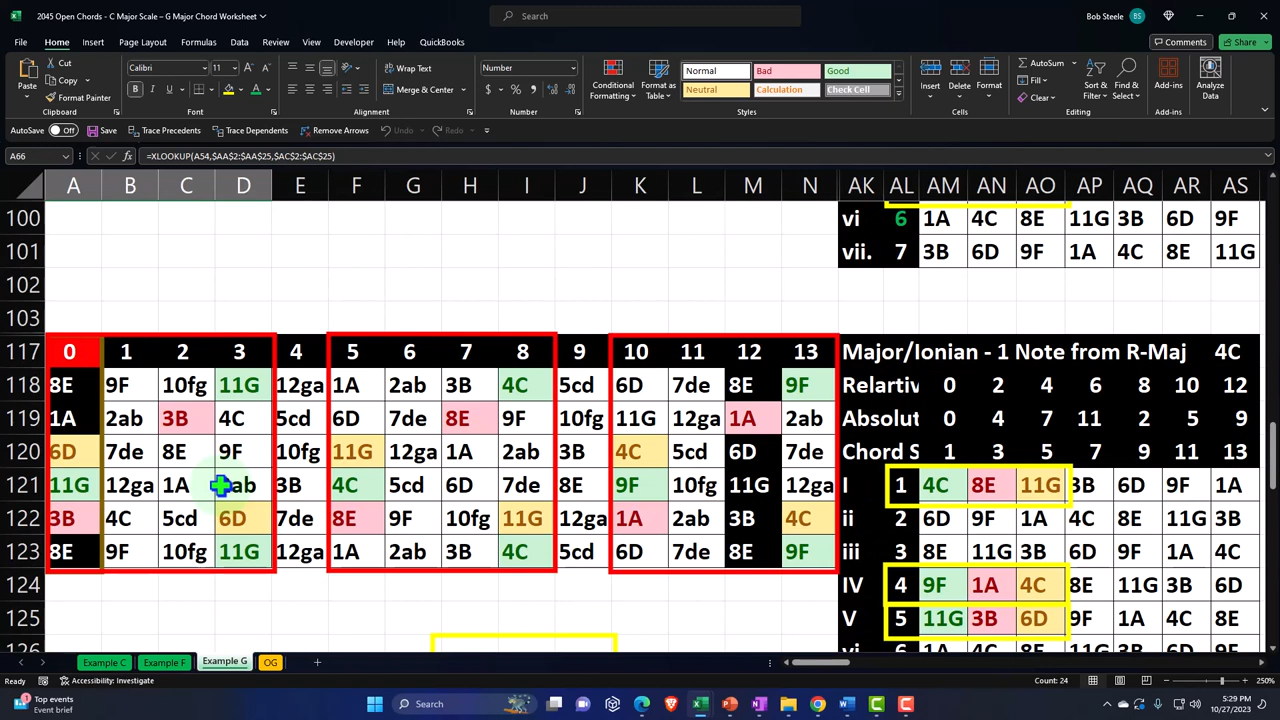 2045 Open Chords - C Major Scale – G Major Chord Worksheet
Search
Bob Steele BS
File Home Insert Page Layout Formulas Data Review View Developer Help QuickBooks
Comments Share
Cut
Copy
Paste
Format Painter
Calibri 11
B I U
Wrap Text
Merge & Center
Number
Conditional Formatting
Format as Table
Normal Bad Good
Neutral Calculation Check Cell
Insert Delete Format
AutoSum
Fill
Clear
Sort & Filter
Find & Select
Add-ins
Analyze Data
Clipboard Font Alignment Number Styles Cells Editing Add-ins
AutoSave Off Save Trace Precedents Trace Dependents Remove Arrows Undo Redo
A66 fx =XLOOKUP(A54,$AA$2:$AA$25,$AC$2:$AC$25)
A B C D E F G H I J K L M N AK AL AM AN AO AP AQ AR AS
100 vi 6 1A 4C 8E 11G 3B 6D 9F
101 vii. 7 3B 6D 9F 1A 4C 8E 11G
102
103
117 0 1 2 3 4 5 6 7 8 9 10 11 12 13 Major/Ionian - 1 Note from R-Maj 4C
118 8E 9F 10fg 11G 12ga 1A 2ab 3B 4C 5cd 6D 7de 8E 9F Relartiv 0 2 4 6 8 10 12
119 1A 2ab 3B 4C 5cd 6D 7de 8E 9F 10fg 11G 12ga 1A 2ab Absolut 0 4 7 11 2 5 9
120 6D 7de 8E 9F 10fg 11G 12ga 1A 2ab 3B 4C 5cd 6D 7de Chord S 1 3 5 7 9 11 13
121 11G 12ga 1A ab 3B 4C 5cd 6D 7de 8E 9F 10fg 11G 12ga I 1 4C 8E 11G 3B 6D 9F 1A
122 3B 4C 5cd 6D 7de 8E 9F 10fg 11G 12ga 1A 2ab 3B 4C ii 2 6D 9F 1A 4C 8E 11G 3B
123 8E 9F 10fg 11G 12ga 1A 2ab 3B 4C 5cd 6D 7de 8E 9F iii 3 8E 11G 3B 6D 9F 1A 4C
124 IV 4 9F 1A 4C 8E 11G 3B 6D
125 V 5 11G 3B 6D 9F 1A 4C 8E
Example C Example F Example G OG
Ready Accessibility: Investigate Count: 24 250%
Top events
Event brief
Search
5:29 PM
10/27/2023